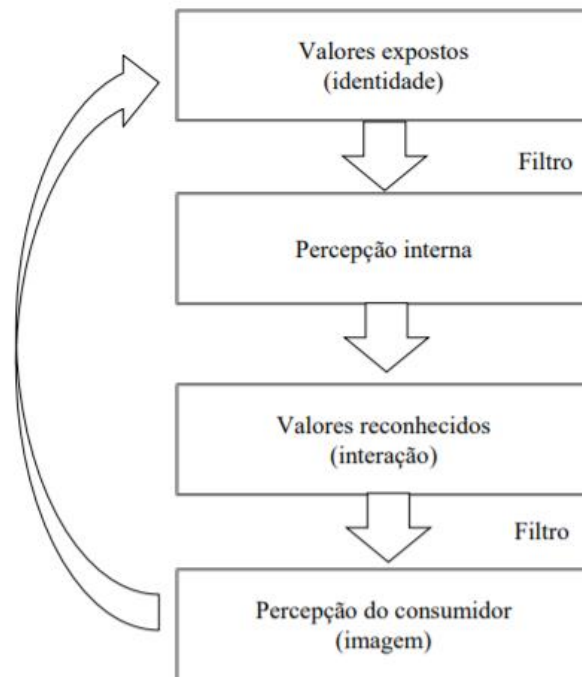 Valores expostos
(identidade)
Filtro
Percepção interna
Valores reconhecidos
(interação)
Filtro
Percepção do consumidor
(imagem)